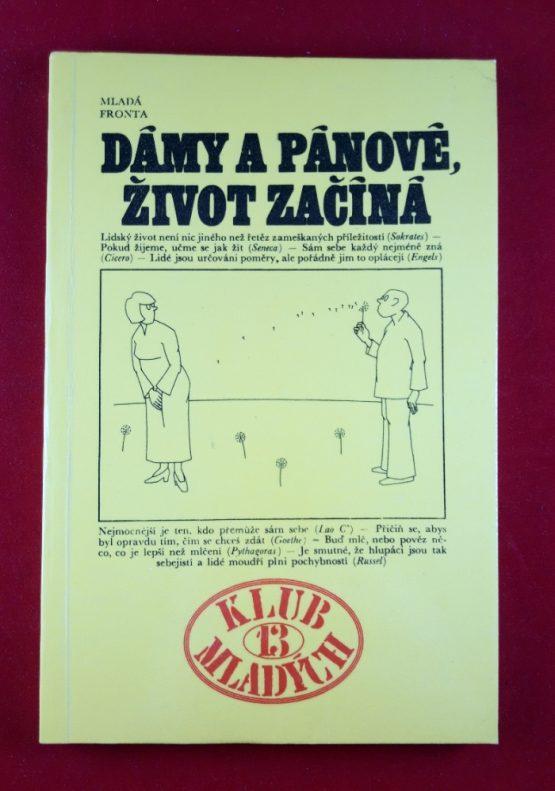 MLADÁ
FRONTA
DÁMY A PÁNOVÉ,
ŽIVOT ZAČÍNÁ
Lidský život není nic jiného než řetěz zameškaných příležitostí (Sokrates) —
Pokud žijeme, učme se jak žít (Seneca) — Sám sebe každý nejméně zná
(Cicero) — Lidé jsou určováni poměry, ale pořádně jim to oplácejí (Engels)
Nejmocnější je ten, kdo přemůže sám sebe (Lao C') — Přičiň se, abys
byl opravdu tím, čím se chceš zdát (Goethe) — Buď mlč, nebo pověz ně-
co, co je lepší než mlčení (Pythagoras) — Je smutné, že hlupáci jsou tak
sebejistí a lidé moudří plni pochybností (Russel)
KLUB
13
MLADÝCH